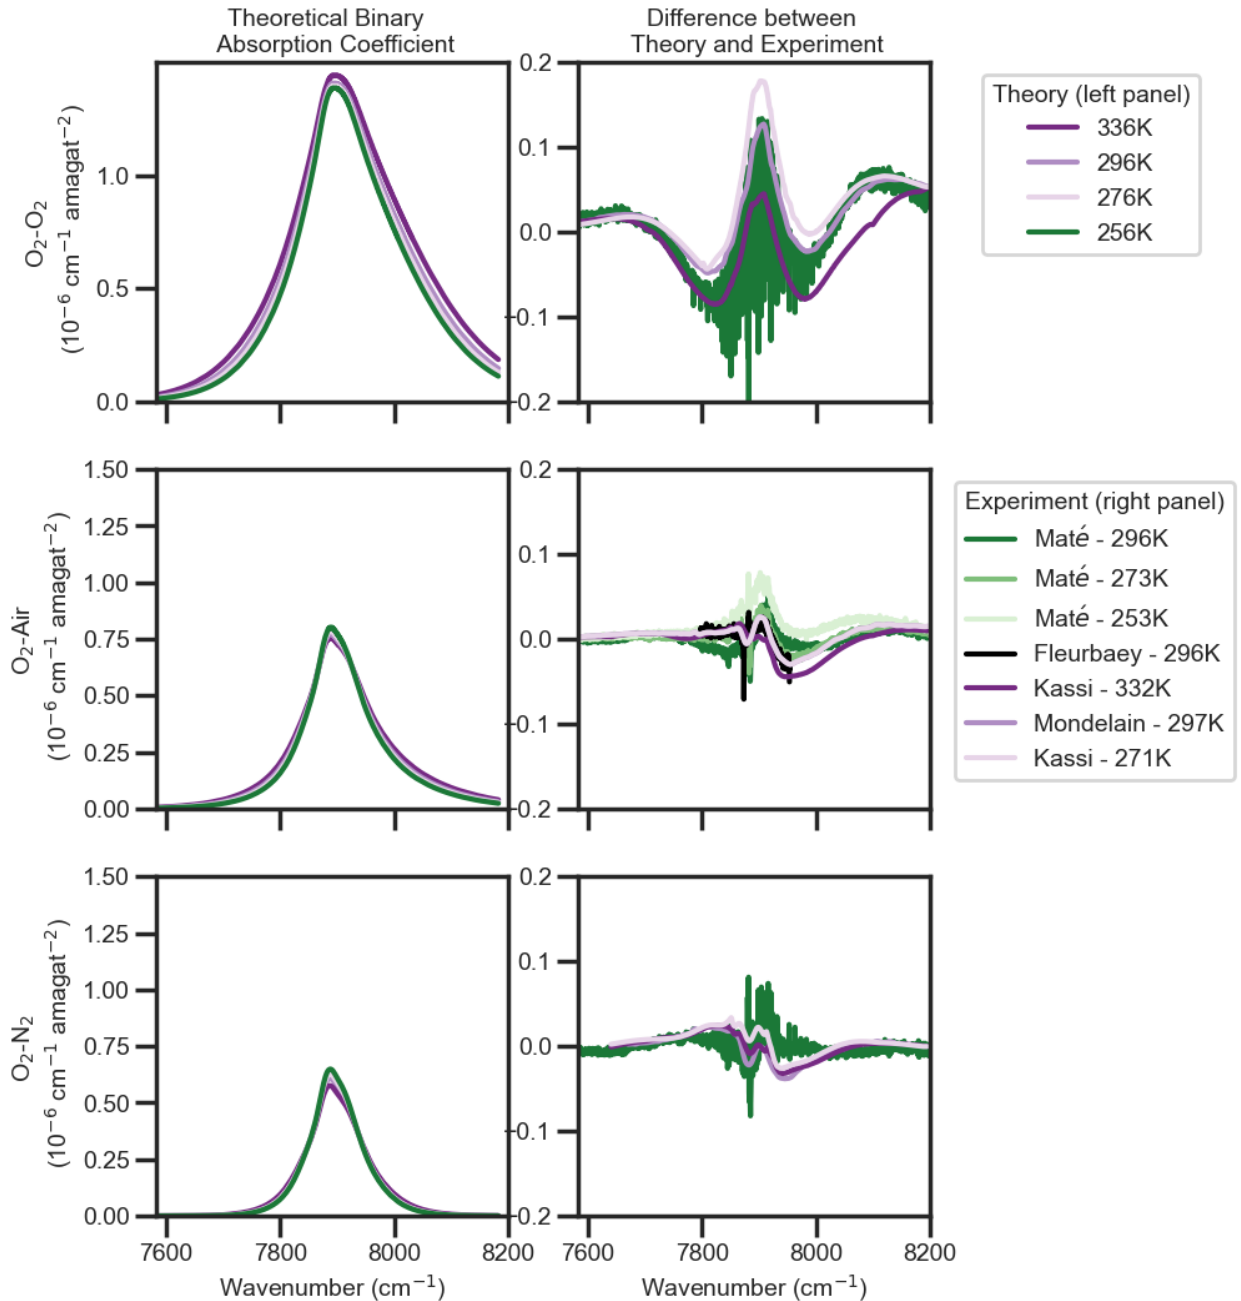 Theoretical Binary
Absorption Coefficient
Difference between
Theory and Experiment
O₂-O₂
(10⁻⁶ cm⁻¹ amagat⁻²)
1.0
0.5
0.0
0.2
0.1
0.0
−0.1
−0.2
Theory (left panel)
336K
296K
276K
256K
O₂-Air
(10⁻⁶ cm⁻¹ amagat⁻²)
1.50
1.25
1.00
0.75
0.50
0.25
0.00
0.2
0.1
0.0
−0.1
−0.2
Experiment (right panel)
Maté - 296K
Maté - 273K
Maté - 253K
Fleurbaey - 296K
Kassi - 332K
Mondelain - 297K
Kassi - 271K
O₂-N₂
(10⁻⁶ cm⁻¹ amagat⁻²)
1.50
1.25
1.00
0.75
0.50
0.25
0.00
0.2
0.1
0.0
−0.1
−0.2
7600 7800 8000 8200
7600 7800 8000 8200
Wavenumber (cm⁻¹)
Wavenumber (cm⁻¹)